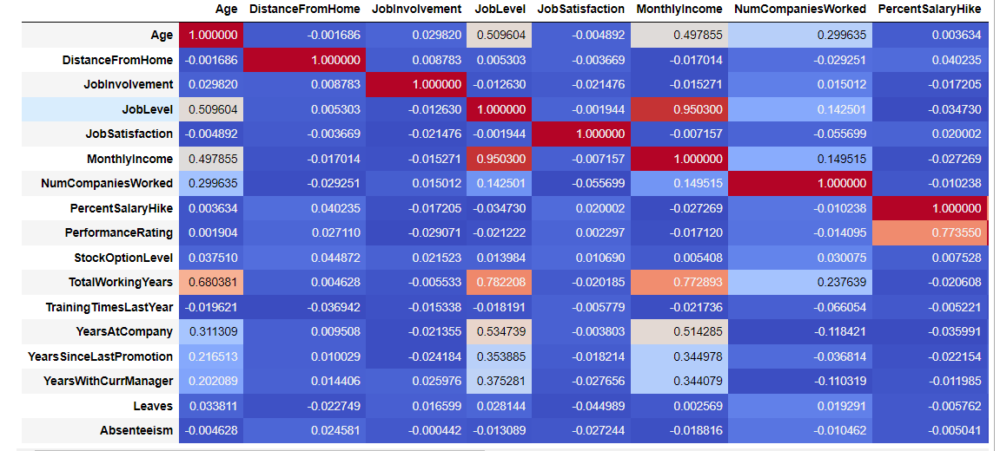 Age DistanceFromHome JobInvolvement JobLevel JobSatisfaction MonthlyIncome NumCompaniesWorked PercentSalaryHike
Age 1.000000 -0.001686 0.029820 0.509604 -0.004892 0.497855 0.299635 0.003634
DistanceFromHome -0.001686 1.000000 0.008783 0.005303 -0.003669 -0.017014 -0.029251 0.040235
JobInvolvement 0.029820 0.008783 1.000000 -0.012630 -0.021476 -0.015271 0.015012 -0.017205
JobLevel 0.509604 0.005303 -0.012630 1.000000 -0.001944 0.950300 0.142501 -0.034730
JobSatisfaction -0.004892 -0.003669 -0.021476 -0.001944 1.000000 -0.007157 -0.055699 0.020002
MonthlyIncome 0.497855 -0.017014 -0.015271 0.950300 -0.007157 1.000000 0.149515 -0.027269
NumCompaniesWorked 0.299635 -0.029251 0.015012 0.142501 -0.055699 0.149515 1.000000 -0.010238
PercentSalaryHike 0.003634 0.040235 -0.017205 -0.034730 0.020002 -0.027269 -0.010238 1.000000
PerformanceRating 0.001904 0.027110 -0.029071 -0.021222 0.002297 -0.017120 -0.014095 0.773550
StockOptionLevel 0.037510 0.044872 0.021523 0.013984 0.010690 0.005408 0.030075 0.007528
TotalWorkingYears 0.680381 0.004628 -0.005533 0.782208 -0.020185 0.772893 0.237639 -0.020608
TrainingTimesLastYear -0.019621 -0.036942 -0.015338 -0.018191 -0.005779 -0.021736 -0.066054 -0.005221
YearsAtCompany 0.311309 0.009508 -0.021355 0.534739 -0.003803 0.514285 -0.118421 -0.035991
YearsSinceLastPromotion 0.216513 0.010029 -0.024184 0.353885 -0.018214 0.344978 -0.036814 -0.022154
YearsWithCurrManager 0.202089 0.014406 0.025976 0.375281 -0.027656 0.344079 -0.110319 -0.011985
Leaves 0.033811 -0.022749 0.016599 0.028144 -0.044989 0.002569 0.019291 -0.005762
Absenteeism -0.004628 0.024581 -0.000442 -0.013089 -0.027244 -0.018816 -0.010462 -0.005041